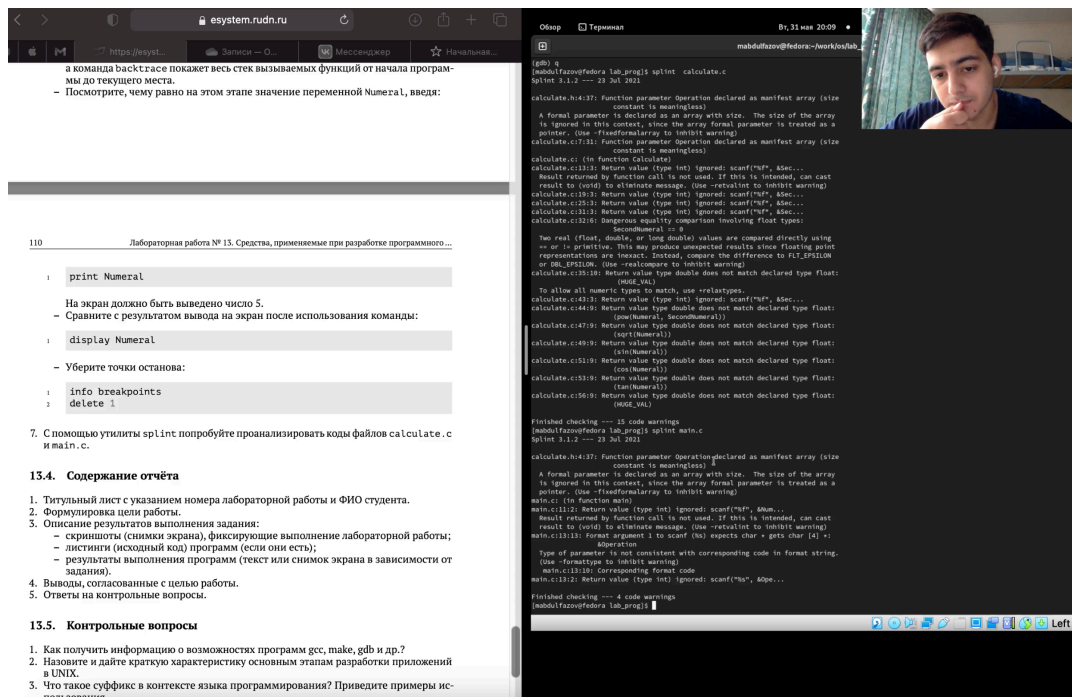 esystem.rudn.ru
https://esyst...
Записи — О...
Мессенджер
Начальная...
а команда backtrace покажет весь стек вызываемых функций от начала програм-
мы до текущего места.
– Посмотрите, чему равно на этом этапе значение переменной Numeral, введя:
110 Лабораторная работа № 13. Средства, применяемые при разработке программного ...
1 print Numeral
На экран должно быть выведено число 5.
– Сравните с результатом вывода на экран после использования команды:
1 display Numeral
– Уберите точки останова:
1 info breakpoints
2 delete 1
7. С помощью утилиты splint попробуйте проанализировать коды файлов calculate.c
и main.c.
13.4. Содержание отчёта
1. Титульный лист с указанием номера лабораторной работы и ФИО студента.
2. Формулировка цели работы.
3. Описание результатов выполнения задания:
– скриншоты (снимки экрана), фиксирующие выполнение лабораторной работы;
– листинги (исходный код) программ (если они есть);
– результаты выполнения программ (текст или снимок экрана в зависимости от
задания).
4. Выводы, согласованные с целью работы.
5. Ответы на контрольные вопросы.
13.5. Контрольные вопросы
1. Как получить информацию о возможностях программ gcc, make, gdb и др.?
2. Назовите и дайте краткую характеристику основным этапам разработки приложений
в UNIX.
3. Что такое суффикс в контексте языка программирования? Приведите примеры ис-
пользования.
Обзор Терминал Вт, 31 мая 20:09
mabdulfazov@fedora:~/work/os/lab_
(gdb) q
[mabdulfazov@fedora lab_prog]$ splint  calculate.c
Splint 3.1.2 --- 23 Jul 2021
calculate.h:4:37: Function parameter Operation declared as manifest array (size
constant is meaningless)
A formal parameter is declared as an array with size.  The size of the array
is ignored in this context, since the array formal parameter is treated as a
pointer. (Use -fixedformalarray to inhibit warning)
calculate.c:7:31: Function parameter Operation declared as manifest array (size
constant is meaningless)
calculate.c: (in function Calculate)
calculate.c:13:3: Return value (type int) ignored: scanf("%f", &Sec...
Result returned by function call is not used. If this is intended, can cast
result to (void) to eliminate message. (Use -retvalint to inhibit warning)
calculate.c:19:3: Return value (type int) ignored: scanf("%f", &Sec...
calculate.c:25:3: Return value (type int) ignored: scanf("%f", &Sec...
calculate.c:31:3: Return value (type int) ignored: scanf("%f", &Sec...
calculate.c:32:6: Dangerous equality comparison involving float types:
SecondNumeral == 0
Two real (float, double, or long double) values are compared directly using
== or != primitive. This may produce unexpected results since floating point
representations are inexact. Instead, compare the difference to FLT_EPSILON
or DBL_EPSILON. (Use -realcompare to inhibit warning)
calculate.c:35:10: Return value type double does not match declared type float:
(HUGE_VAL)
To allow all numeric types to match, use +relaxtypes.
calculate.c:43:3: Return value (type int) ignored: scanf("%f", &Sec...
calculate.c:44:9: Return value type double does not match declared type float:
(pow(Numeral, SecondNumeral))
calculate.c:47:9: Return value type double does not match declared type float:
(sqrt(Numeral))
calculate.c:49:9: Return value type double does not match declared type float:
(sin(Numeral))
calculate.c:51:9: Return value type double does not match declared type float:
(cos(Numeral))
calculate.c:53:9: Return value type double does not match declared type float:
(tan(Numeral))
calculate.c:56:9: Return value type double does not match declared type float:
(HUGE_VAL)
Finished checking --- 15 code warnings
[mabdulfazov@fedora lab_prog]$ splint main.c
Splint 3.1.2 --- 23 Jul 2021
calculate.h:4:37: Function parameter Operation declared as manifest array (size
constant is meaningless)
A formal parameter is declared as an array with size.  The size of the array
is ignored in this context, since the array formal parameter is treated as a
pointer. (Use -fixedformalarray to inhibit warning)
main.c: (in function main)
main.c:11:2: Return value (type int) ignored: scanf("%f", &Num...
Result returned by function call is not used. If this is intended, can cast
result to (void) to eliminate message. (Use -retvalint to inhibit warning)
main.c:13:13: Format argument 1 to scanf (%s) expects char * gets char [4] *:
&Operation
Type of parameter is not consistent with corresponding code in format string.
(Use -formattype to inhibit warning)
main.c:13:10: Corresponding format code
main.c:13:2: Return value (type int) ignored: scanf("%s", &Ope...
Finished checking --- 4 code warnings
[mabdulfazov@fedora lab_prog]$
Left